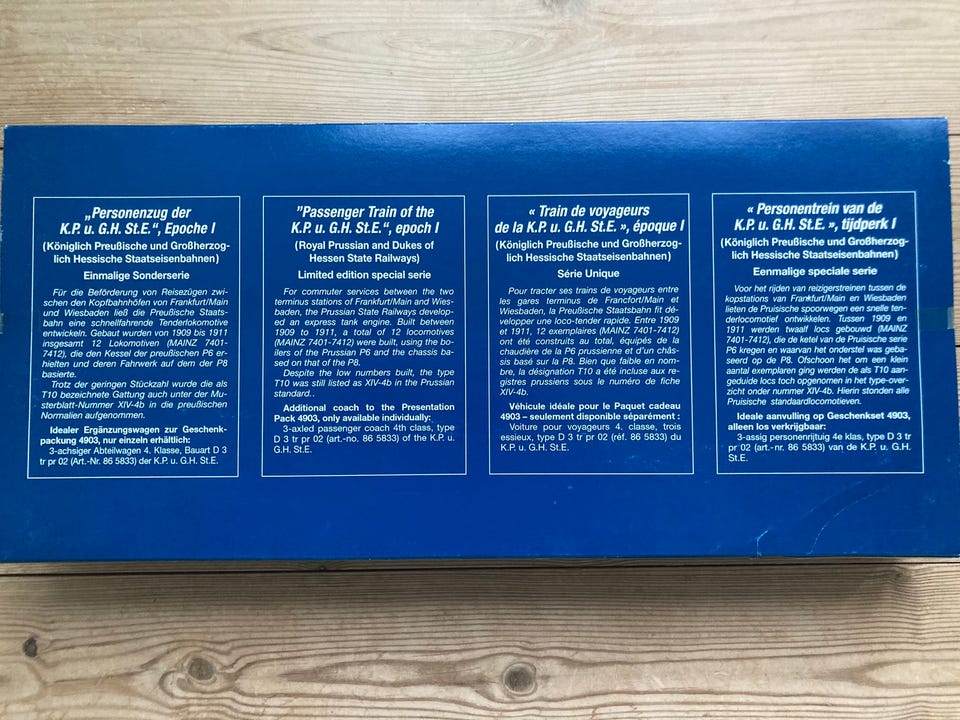 „Personenzug der
K.P. u. G.H. St.E.“, Epoche I
(Königlich Preußische und Großherzog-
lich Hessische Staatseisenbahnen)
Einmalige Sonderserie
Für die Beförderung von Reisezügen zwi-
schen den Kopfbahnhöfen von Frankfurt/Main
und Wiesbaden ließ die Preußische Staats-
bahn eine schnellfahrende Tenderlokomotive
entwickeln. Gebaut wurden von 1909 bis 1911
insgesamt 12 Lokomotiven (MAINZ 7401-
7412), die den Kessel der preußischen P6 er-
hielten und deren Fahrwerk auf dem der P8
basierte.
Trotz der geringen Stückzahl wurde die als
T10 bezeichnete Gattung auch unter der Mu-
sterblatt-Nummer XIV-4b in die preußischen
Normalien aufgenommen.
Idealer Ergänzungswagen zur Geschenk-
packung 4903, nur einzeln erhältlich:
3-achsiger Abteilwagen 4. Klasse, Bauart D 3
tr pr 02 (Art.-Nr. 86 5833) der K.P. u. G.H. St.E.
”Passenger Train of the
K.P. u. G.H. St.E.“, epoch I
(Royal Prussian and Dukes of
Hessen State Railways)
Limited edition special serie
For commuter services between the two
terminus stations of Frankfurt/Main and Wies-
baden, the Prussian State Railways develop-
ed an express tank engine. Built between
1909 to 1911, a total of 12 locomotives
(MAINZ 7401-7412) were built, using the bo-
ilers of the Prussian P6 and the chassis ba-
sed on that of the P8.
Despite the low numbers built, the type
T10 was still listed as XIV-4b in the Prussian
standard..
Additional coach to the Presentation
Pack 4903, only available individually:
3-axled passenger coach 4th class, type
D 3 tr pr 02 (art.-no. 86 5833) of the K.P. u.
G.H. St.E.
« Train de voyageurs
de la K.P. u. G.H. St.E. », époque I
(Königlich Preußische und Großherzog-
lich Hessische Staatseisenbahnen)
Série Unique
Pour tracter ses trains de voyageurs entre
les gares terminus de Francfort/Main et
Wiesbaden, la Preußische Staatsbahn fit dé-
velopper une loco-tender rapide. Entre 1909
et 1911, 12 exemplaires (MAINZ 7401-7412)
ont été construits au total, équipés de la
chaudière de la P6 prussienne et d'un châs-
sis basé sur la P8. Bien que faible en nom-
bre, la désignation T10 a été incluse aux re-
gistres prussiens sous le numéro de fiche
XIV-4b.
Véhicule idéale pour le Paquet cadeau
4903 – seulement disponible séparément :
Voiture pour voyageurs 4. classe, trois
essieux, type D 3 tr pr 02 (réf. 86 5833) du
K.P. u. G.H. St.E.
« Personentrein van de
K.P. u. G.H. St.E. », tijdperk I
(Königlich Preußische und Großherzog-
lich Hessische Staatseisenbahnen)
Eenmalige speciale serie
Voor het rijden van reizigerstreinen tussen de
kopstations van Frankfurt/Main en Wiesbaden
lieten de Pruisische spoorwegen een snelle ten-
derlocomotief ontwikkelen. Tussen 1909 en
1911 werden twaalf locs gebouwd (MAINZ
7401-7412), die de ketel van de Pruisische serie
P6 kregen en waarvan het onderstel was geba-
seerd op de P8. Ofschoon het om een klein
aantal exemplaren ging werden de als T10 aan-
geduide locs toch opgenomen in het type-over-
zicht onder nummer XIV-4b. Hierin stonden alle
Pruisische standaardlocomotieven.
Ideale aanvulling op Geschenkset 4903,
alleen los verkrijgbaar:
3-assig personenrijtuig 4e klas, type D 3 tr
pr 02 (art.-nr. 86 5833) van de K.P. u. G.H.
St.E.